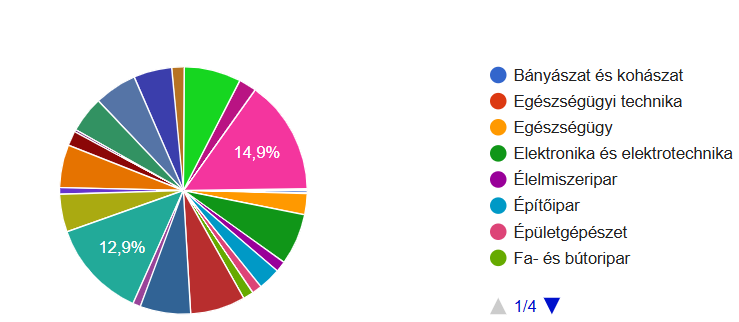 14,9%
12,9%
Bányászat és kohászat
Egészségügyi technika
Egészségügy
Elektronika és elektrotechnika
Élelmiszeripar
Építőipar
Épületgépészet
Fa- és bútoripar
1/4